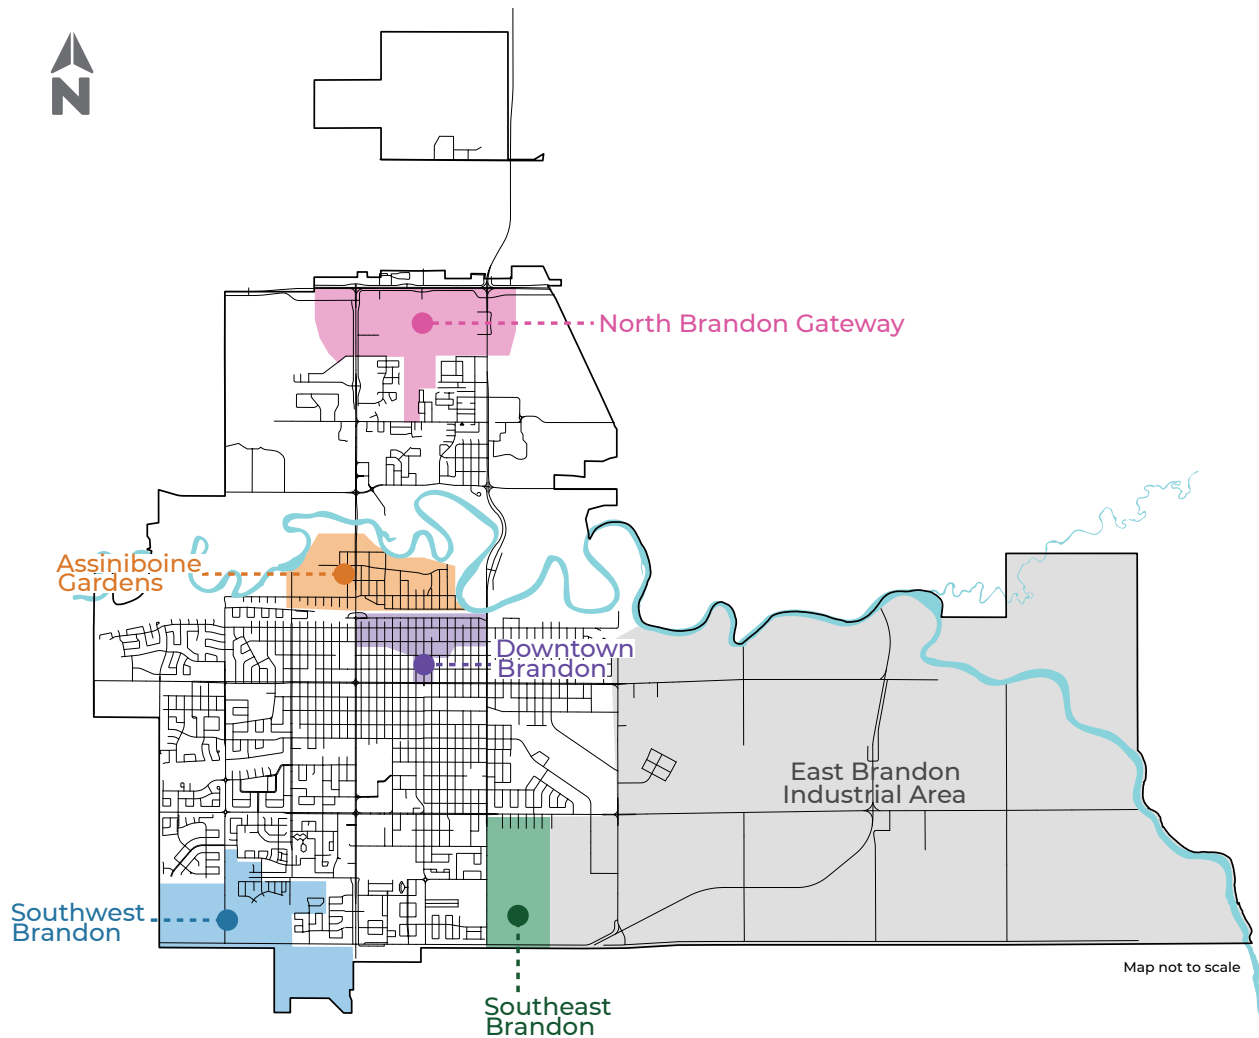 N
North Brandon Gateway
Assiniboine
Gardens
Downtown
Brandon
East Brandon
Industrial Area
Southwest
Brandon
Map not to scale
Southeast
Brandon